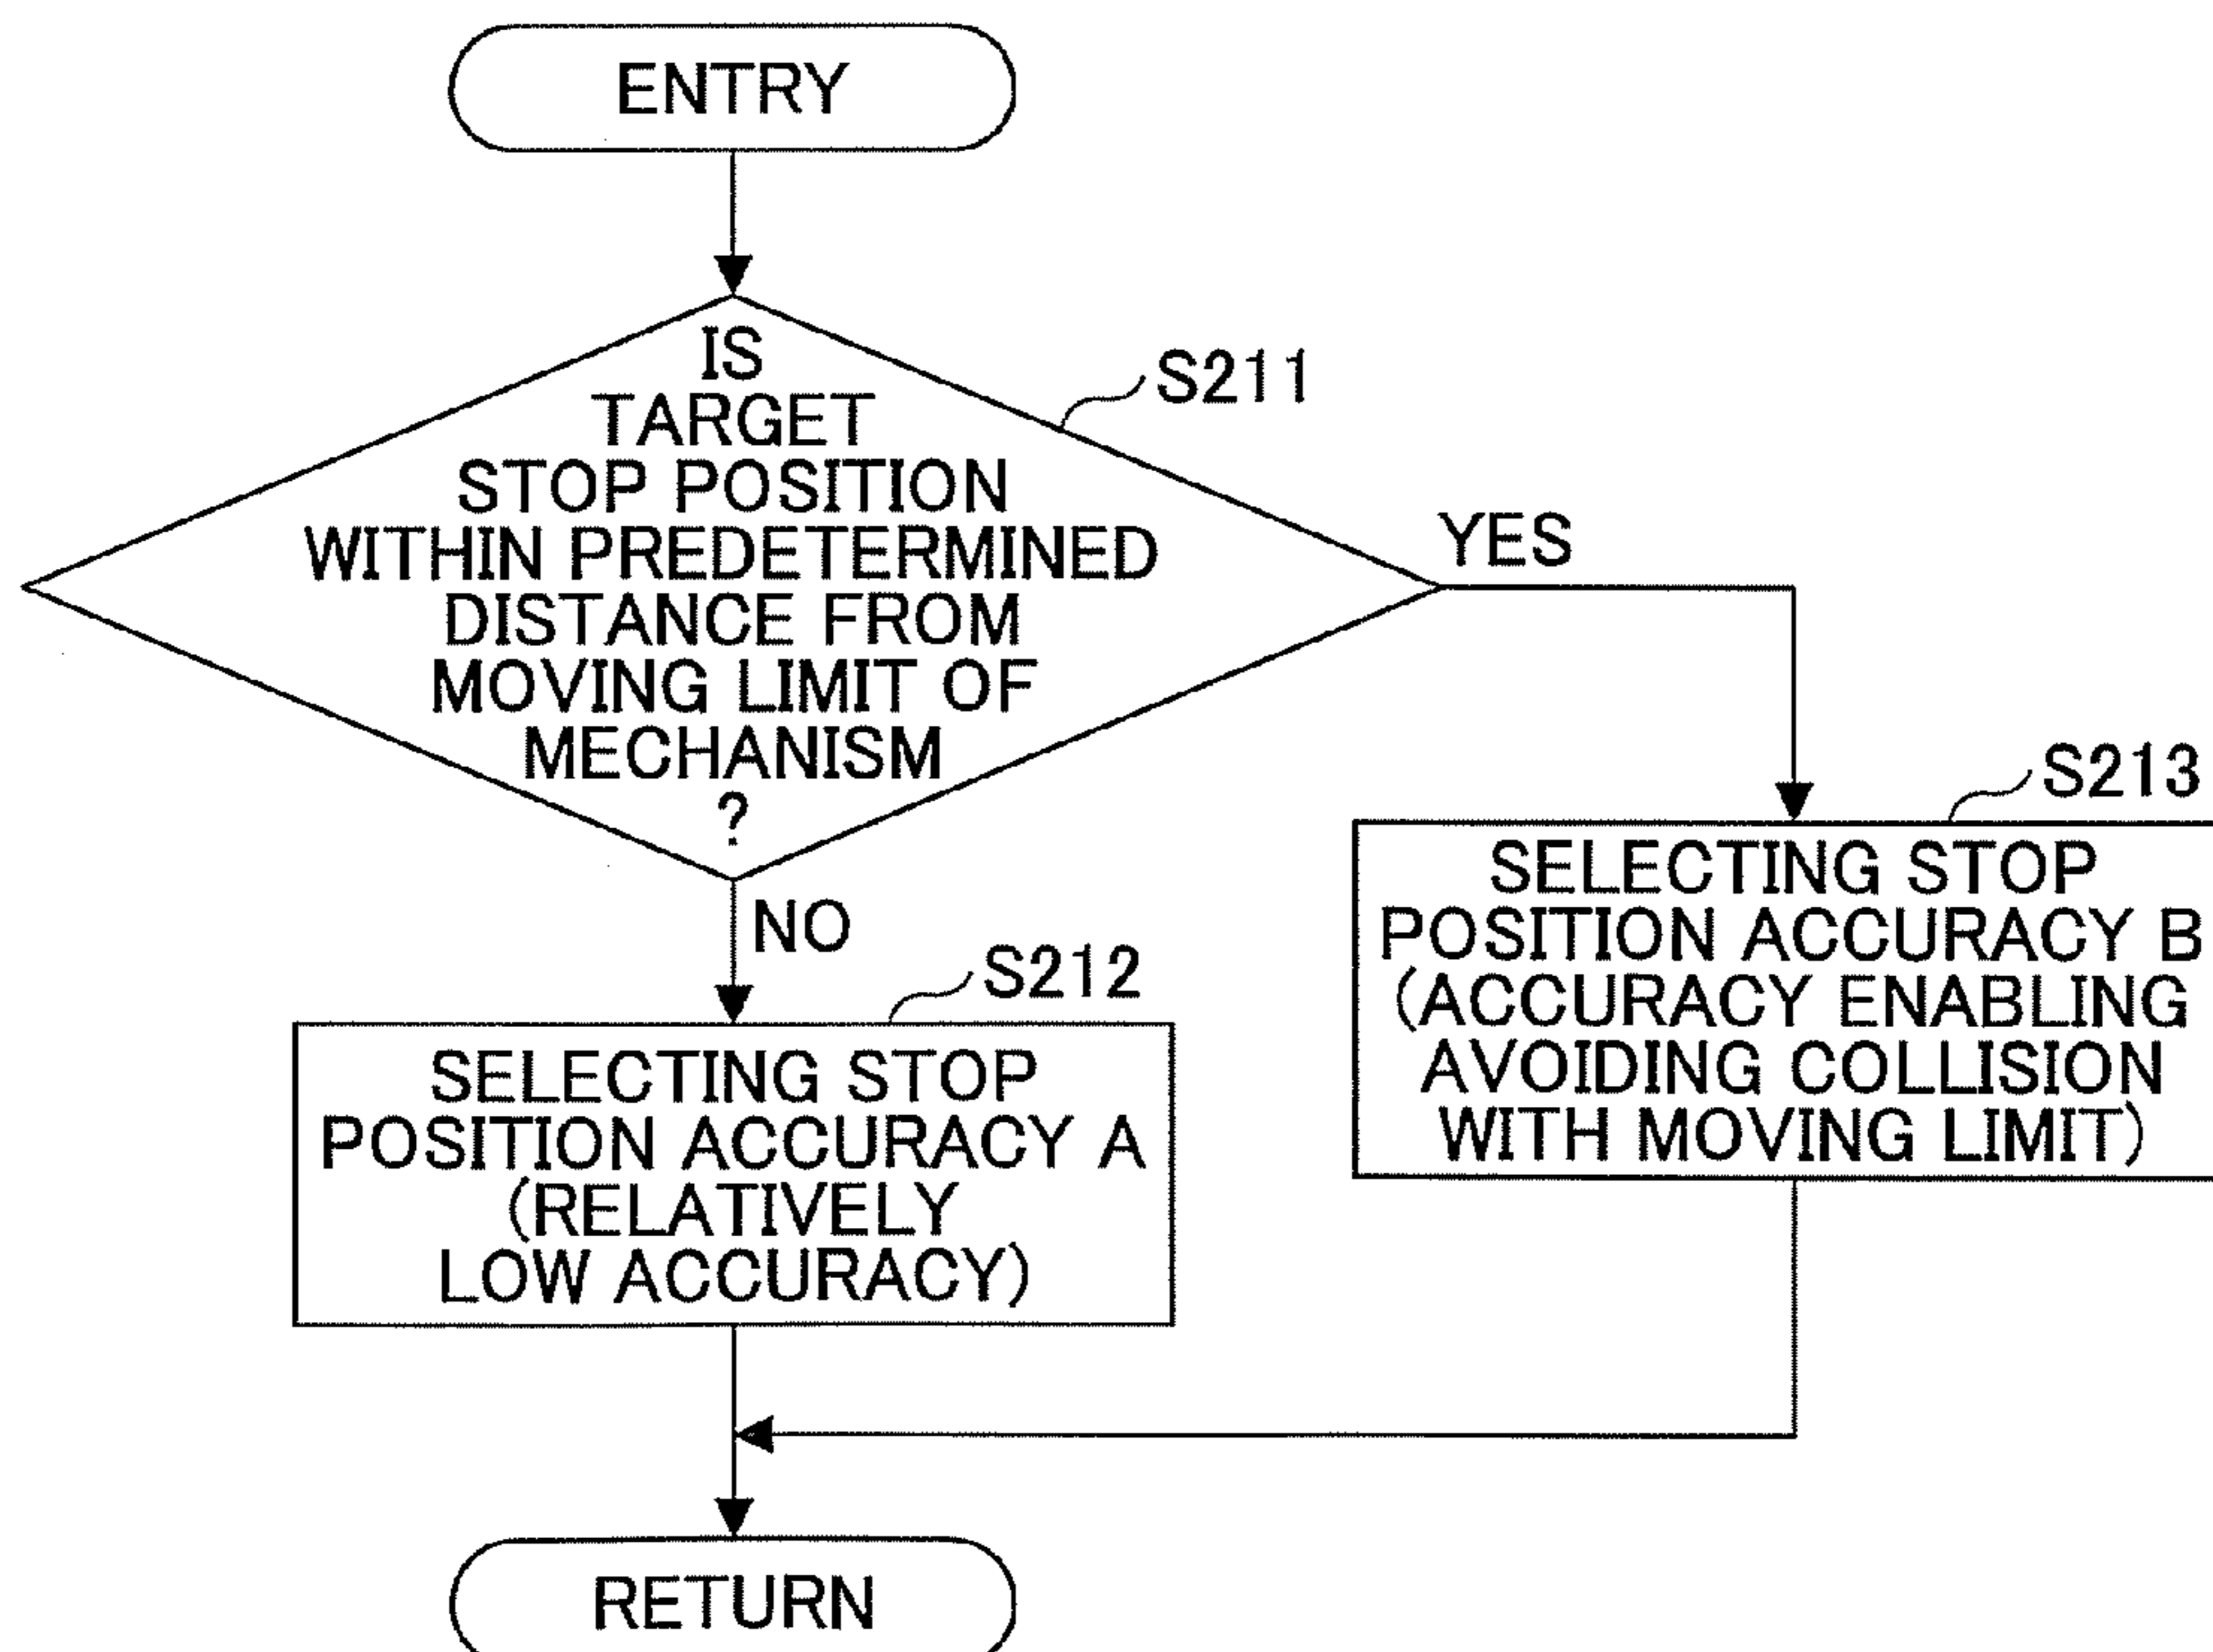 ENTRY
IS
TARGET
STOP POSITION
WITHIN PREDETERMINED
DISTANCE FROM
MOVING LIMIT OF
MECHANISM
?
S211
YES
NO
S212
SELECTING STOP
POSITION ACCURACY A
(RELATIVELY
LOW ACCURACY)
S213
SELECTING STOP
POSITION ACCURACY B
(ACCURACY ENABLING
AVOIDING COLLISION
WITH MOVING LIMIT)
RETURN